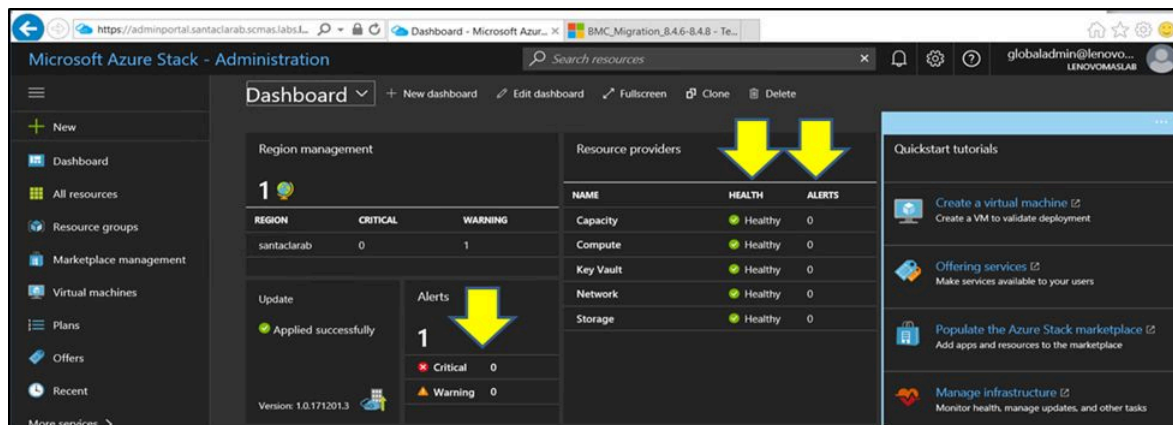 https://adminportal.santaclarab.scmas.labs.l
Dashboard - Microsoft Azur...
BMC_Migration_8.4.6-8.4.8 - Te...
Microsoft Azure Stack - Administration
Search resources
globaladmin@lenovo...
LENOVOMASLAB
Dashboard
+ New dashboard
Edit dashboard
Fullscreen
Clone
Delete
New
Dashboard
All resources
Resource groups
Marketplace management
Virtual machines
Plans
Offers
Recent
More services >
Region management
1
REGION CRITICAL WARNING
santaclarab 0 1
Update
Applied successfully
Version: 1.0.171201.3
Alerts
1
Critical 0
Warning 0
Resource providers
NAME HEALTH ALERTS
Capacity Healthy 0
Compute Healthy 0
Key Vault Healthy 0
Network Healthy 0
Storage Healthy 0
Quickstart tutorials
Create a virtual machine
Create a VM to validate deployment
Offering services
Make services available to your users
Populate the Azure Stack marketplace
Add apps and resources to the marketplace
Manage infrastructure
Monitor health, manage updates, and other tasks